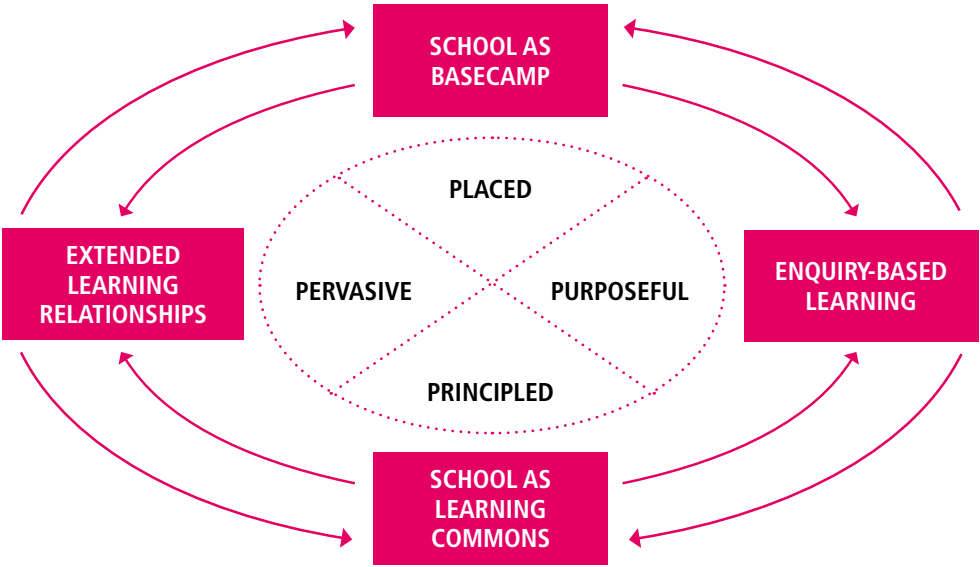 SCHOOL AS
BASECAMP
PLACED
EXTENDED
LEARNING
RELATIONSHIPS
PERVASIVE
PURPOSEFUL
ENQUIRY-BASED
LEARNING
PRINCIPLED
SCHOOL AS
LEARNING
COMMONS